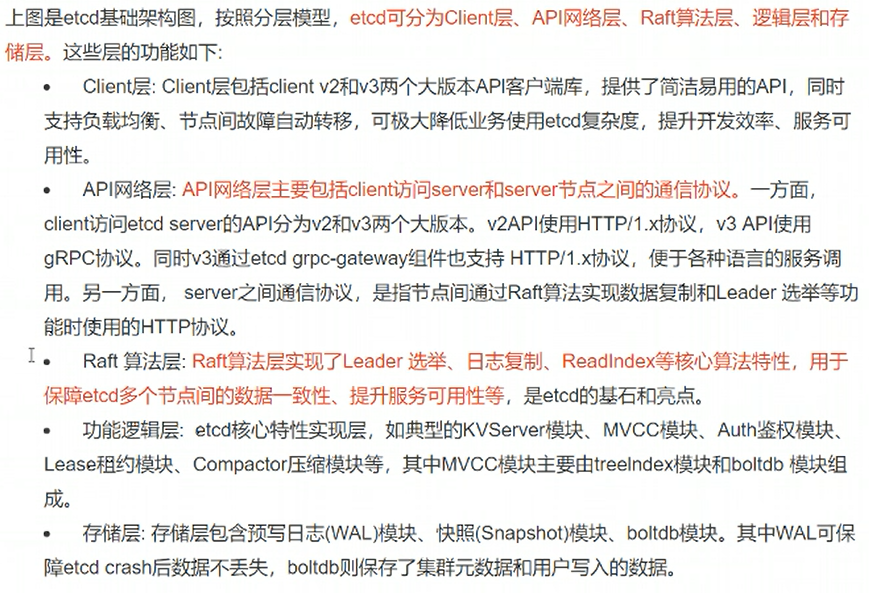 上图是etcd基础架构图，按照分层模型，etcd可分为Client层、API网络层、Raft算法层、逻辑层和存
储层。这些层的功能如下:
• Client层: Client层包括client v2和v3两个大版本API客户端库，提供了简洁易用的API，同时
支持负载均衡、节点间故障自动转移，可极大降低业务使用etcd复杂度，提升开发效率、服务可
用性。
• API网络层: API网络层主要包括client访问server和server节点之间的通信协议。一方面，
client访问etcd server的API分为v2和v3两个大版本。v2API使用HTTP/1.x协议，v3 API使用
gRPC协议。同时v3通过etcd grpc-gateway组件也支持 HTTP/1.x协议，便于各种语言的服务调
用。另一方面， server之间通信协议，是指节点间通过Raft算法实现数据复制和Leader 选举等功
能时使用的HTTP协议。
• Raft 算法层: Raft算法层实现了Leader 选举、日志复制、ReadIndex等核心算法特性，用于
保障etcd多个节点间的数据一致性、提升服务可用性等，是etcd的基石和亮点。
• 功能逻辑层: etcd核心特性实现层，如典型的KVServer模块、MVCC模块、Auth鉴权模块、
Lease租约模块、Compactor压缩模块等，其中MVCC模块主要由treeIndex模块和boltdb 模块组
成。
• 存储层: 存储层包含预写日志(WAL)模块、快照(Snapshot)模块、boltdb模块。其中WAL可保
障etcd crash后数据不丢失，boltdb则保存了集群元数据和用户写入的数据。